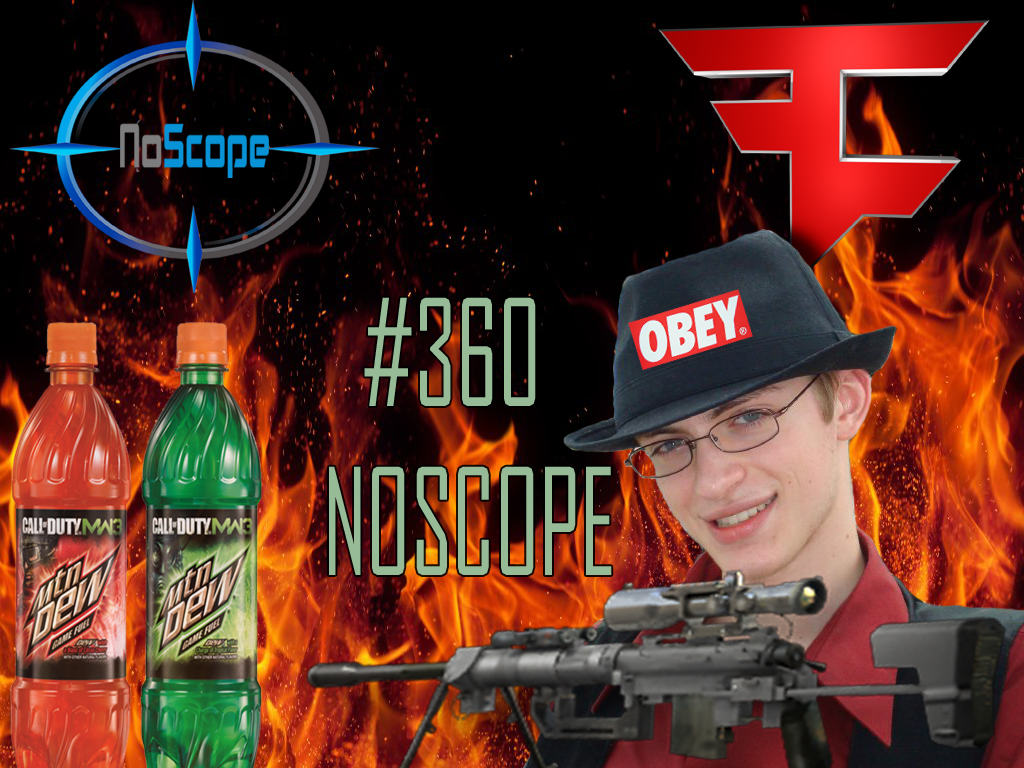 NoScope
OBEY®
#360
NOSCOPE
CALL OF DUTY MW3
Mtn
DEW
GAME FUEL
CALL OF DUTY MW3
Mtn
DEW
GAME FUEL